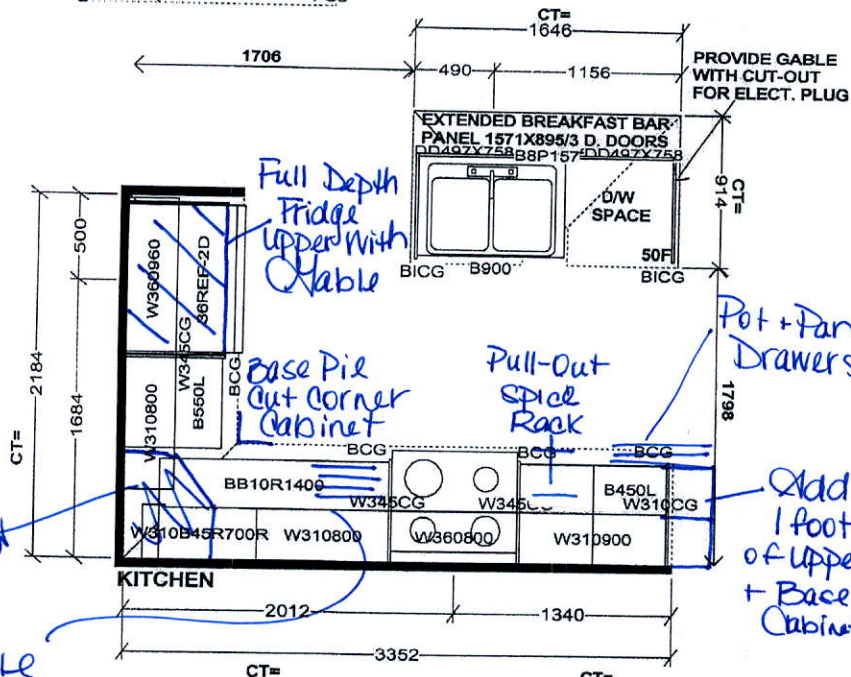 CT=
1646
1706
490
1156
PROVIDE GABLE
WITH CUT-OUT
FOR ELECT. PLUG
EXTENDED BREAKFAST BAR
PANEL 1571X895/3 D. DOORS
DD497X758
B8P157
DD497X758
D/W
SPACE
50F
BICG
B900
BICG
914
CT=
Full Depth
Fridge
Upper With
Gable
500
2184
1684
CT=
W360960
36REF-2D
W345CG
BCG
W310800
B550L
Base Pie
Cut Corner
Cabinet
Pull-Out
Spice
Rack
Pot + Pan
Drawers
1798
BCG
BCG
BCG
BB10R1400
W345CG
B450L
W310CG
W310B45R700R
W310800
W360800
W310900
Add
1 foot
of Upper
+ Base
KITCHEN
2012
1340
3352
CT=
CT=